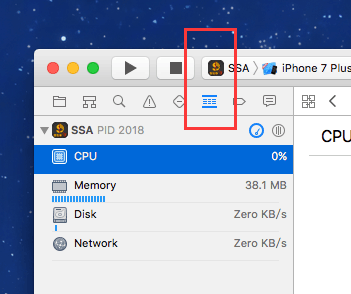 SSA
iPhone 7 Plus
SSA PID 2018
CPU
CPU 0%
Memory 38.1 MB
Disk Zero KB/s
Network Zero KB/s